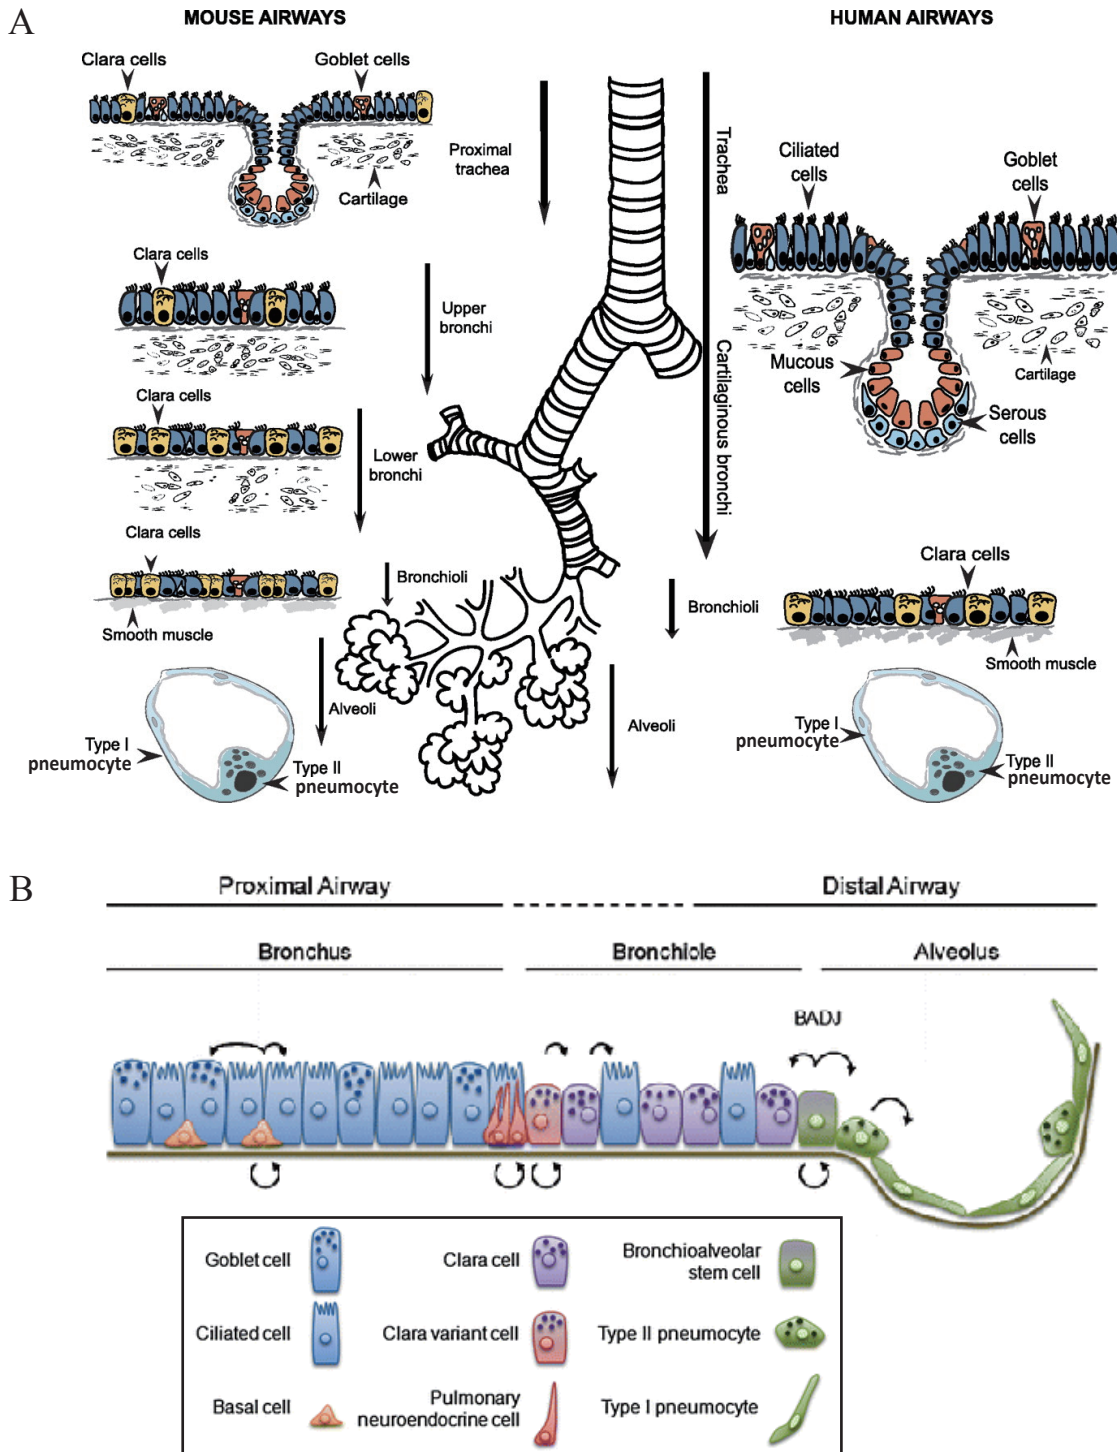 A
MOUSE AIRWAYS
HUMAN AIRWAYS
Clara cells
Goblet cells
Cartilage
Proximal
trachea
Clara cells
Upper
bronchi
Clara cells
Lower
bronchi
Clara cells
Smooth muscle
Bronchioli
Alveoli
Type I
pneumocyte
Type II
pneumocyte
Trachea
Cartilaginous bronchi
Ciliated
cells
Goblet
cells
Mucous
cells
Cartilage
Serous
cells
Clara cells
Bronchioli
Smooth muscle
Alveoli
Type I
pneumocyte
Type II
pneumocyte
B
Proximal Airway
Distal Airway
Bronchus
Bronchiole
Alveolus
BADJ
Goblet cell
Clara cell
Bronchioalveolar
stem cell
Ciliated cell
Clara variant cell
Type II pneumocyte
Basal cell
Pulmonary
neuroendocrine cell
Type I pneumocyte